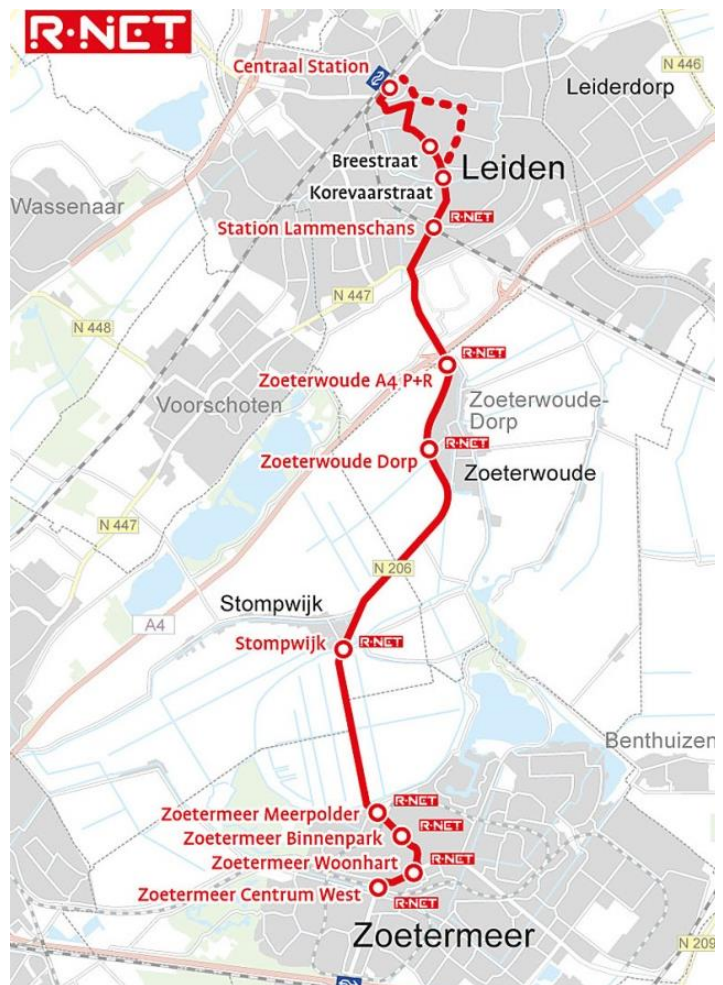 R·NET
Centraal Station
N 446
Leiderdorp
Breestraat
Leiden
Korevaarstraat
Wassenaar
Station Lammenschans
R·NET
N 447
N 448
R·NET
Zoeterwoude A4 P+R
Voorschoten
Zoeterwoude-
Dorp
R·NET
Zoeterwoude Dorp
Zoeterwoude
N 447
N 206
Stompwijk
A4
Stompwijk
R·NET
Benthuizen
R·NET
Zoetermeer Meerpolder
R·NET
Zoetermeer Binnenpark
Zoetermeer Woonhart
R·NET
Zoetermeer Centrum West
R·NET
Zoetermeer
N 209